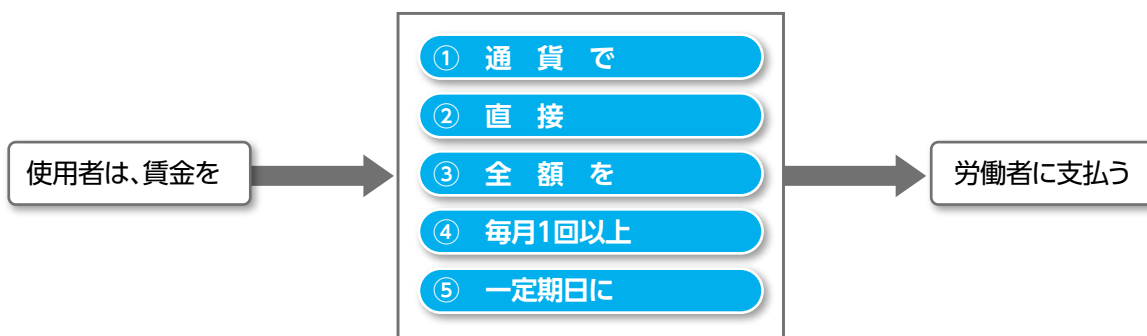 使用者は、賃金を
① 通 貨 で
② 直 接
③ 全 額 を
④ 毎月1回以上
⑤ 一定期日に
労働者に支払う